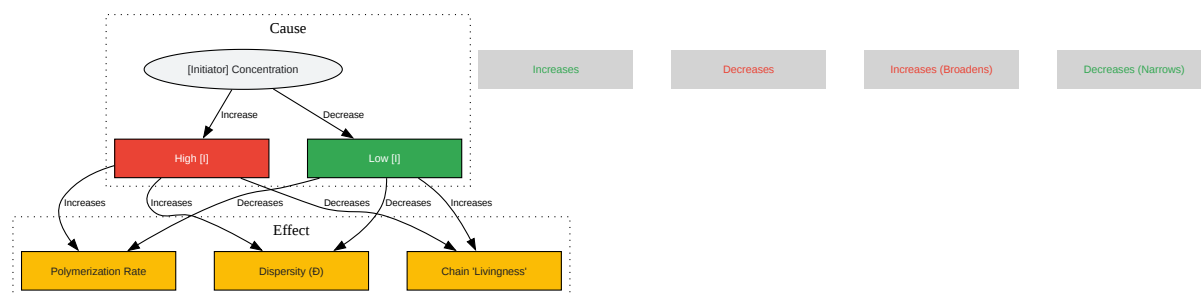 Cause
[Initiator] Concentration
Increases
Decreases
Increases (Broadens)
Decreases (Narrows)
Increase
Decrease
High [I]
Low [I]
Increases
Increases
Decreases
Decreases
Decreases
Increases
Effect
Polymerization Rate
Dispersity (Đ)
Chain 'Livingness'